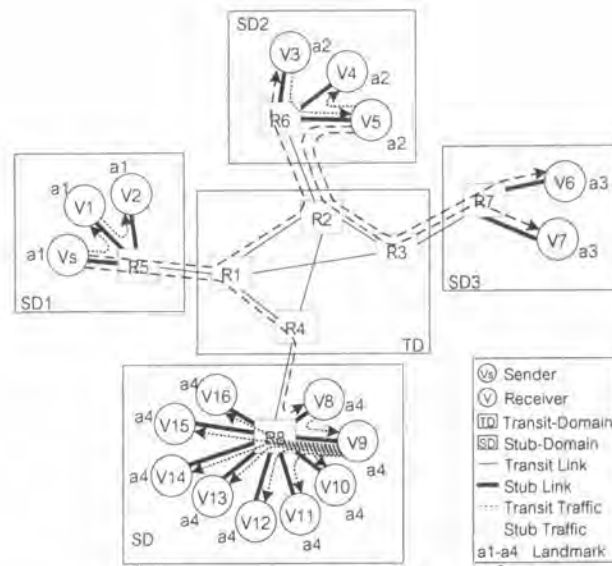 SD2
V3
a2
V4
a2
R6
V5
a2
SD3
a1
V2
a1
V1
a1
Vs
R5
SD1
R2
R1
R3
R4
TD
R7
V6
a3
V7
a3
a4
V16
V8
a4
a4
V15
R8
V9
a4
V14
a4
V13
a4
V12
a4
V11
a4
V10
a4
SD
Vs Sender
V Receiver
TD Transit-Domain
SD Stub-Domain
Transit Link
Stub Link
Transit Traffic
Stub Traffic
a1-a4 Landmark